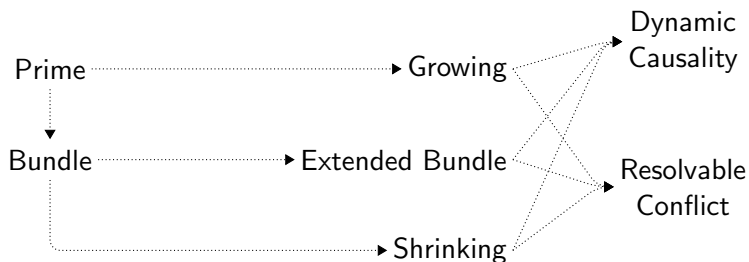 Dynamic
Causality
Prime
Growing
Bundle
Extended Bundle
Resolvable
Conflict
Shrinking